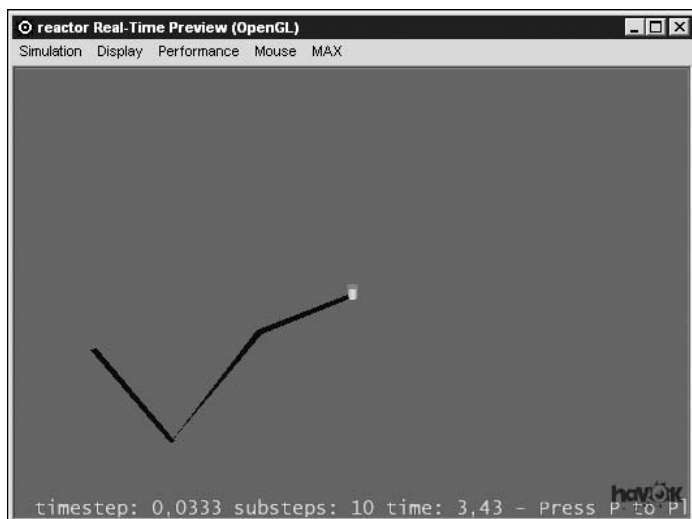 reactor Real-Time Preview (OpenGL)
Simulation Display Performance Mouse MAX
havok
timestep: 0,0333 substeps: 10 time: 3,43 - Press P to Pl